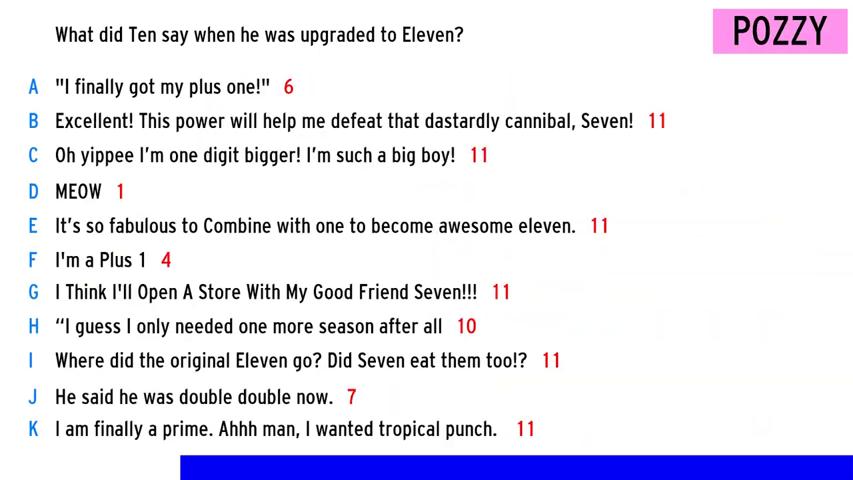 What did Ten say when he was upgraded to Eleven?
POZZY
A "I finally got my plus one!" 6
B Excellent! This power will help me defeat that dastardly cannibal, Seven! 11
C Oh yippee I'm one digit bigger! I'm such a big boy! 11
D MEOW 1
E It's so fabulous to Combine with one to become awesome eleven. 11
F I'm a Plus 1 4
G I Think I'll Open A Store With My Good Friend Seven!!! 11
H “I guess I only needed one more season after all 10
I Where did the original Eleven go? Did Seven eat them too!? 11
J He said he was double double now. 7
K I am finally a prime. Ahhh man, I wanted tropical punch. 11